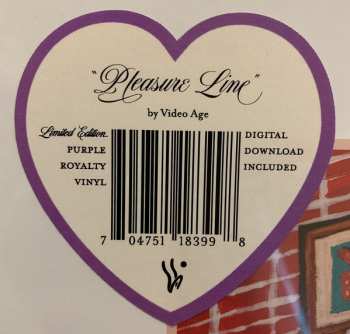 "Pleasure Line"
by Video Age
Limited Edition
PURPLE
ROYALTY
VINYL
DIGITAL
DOWNLOAD
INCLUDED
7 04751 18399 8